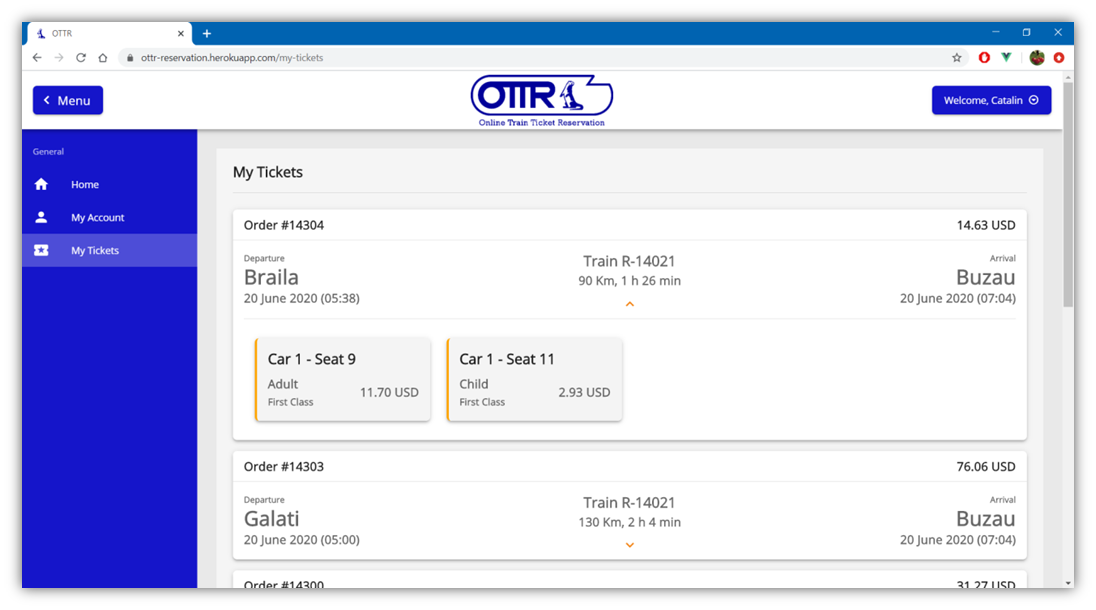 OTTR
ottr-reservation.herokuapp.com/my-tickets
Menu
OTTR
Online Train Ticket Reservation
Welcome, Catalin
General
Home
My Account
My Tickets
My Tickets
Order #14304 14.63 USD
Departure Train R-14021 Arrival
Braila 90 Km, 1 h 26 min Buzau
20 June 2020 (05:38) 20 June 2020 (07:04)
Car 1 - Seat 9 Car 1 - Seat 11
Adult 11.70 USD Child 2.93 USD
First Class First Class
Order #14303 76.06 USD
Departure Train R-14021 Arrival
Galati 130 Km, 2 h 4 min Buzau
20 June 2020 (05:00) 20 June 2020 (07:04)
Order #14300 31.27 USD